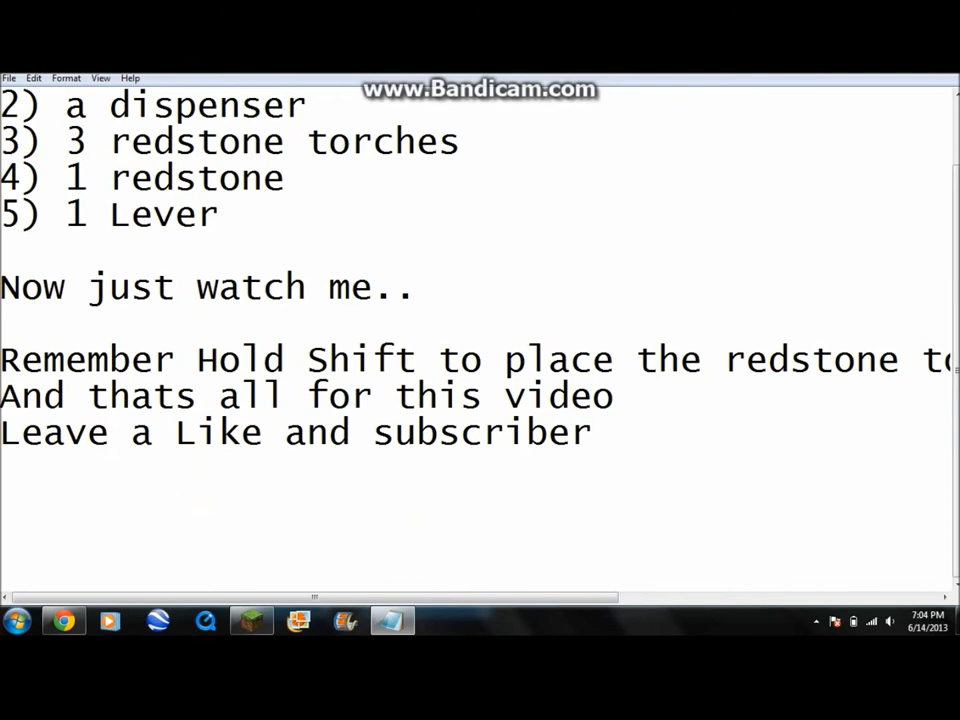 www.Bandicam.com
File Edit Format View Help
2) a dispenser
3) 3 redstone torches
4) 1 redstone
5) 1 Lever
Now just watch me..
Remember Hold Shift to place the redstone to
And thats all for this video
Leave a Like and subscriber
7:04 PM
6/14/2013